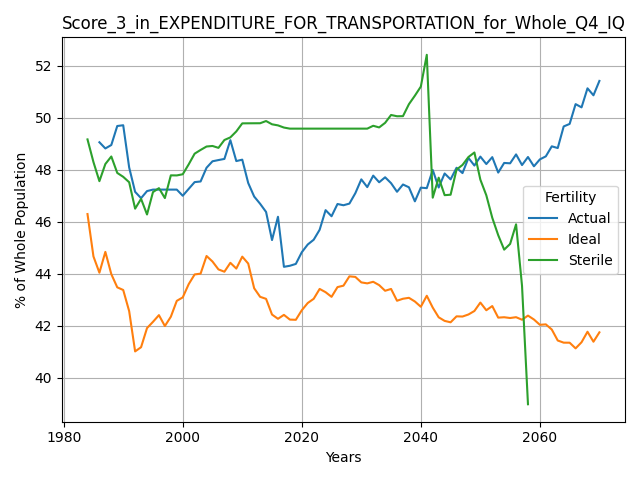 Score_3_in_EXPENDITURE_FOR_TRANSPORTATION_for_Whole_Q4_IQ
% of Whole Population
52
50
48
46
44
42
40
Fertility
Actual
Ideal
Sterile
1980 2000 2020 2040 2060
Years